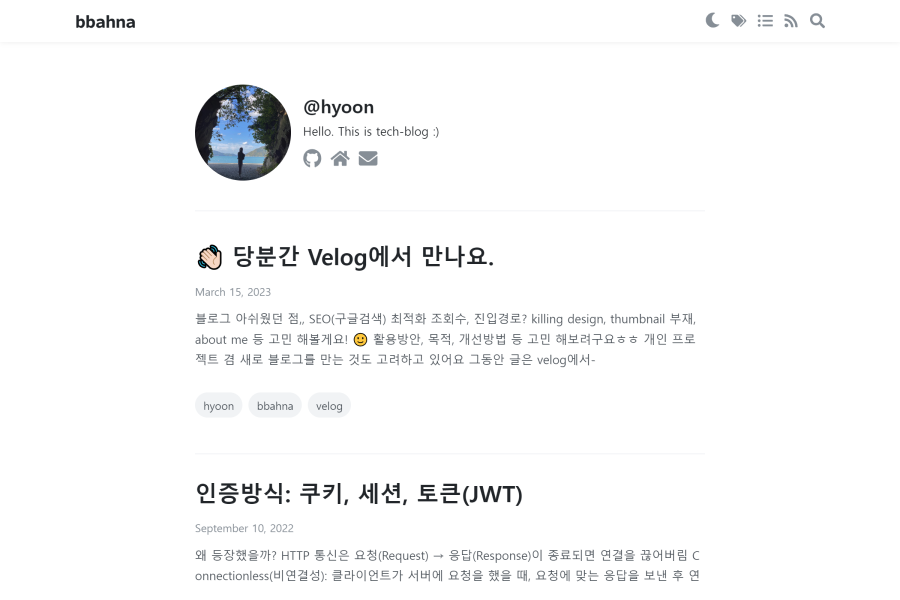 bbahna
@hyoon
Hello. This is tech-blog :)
당분간 Velog에서 만나요.
March 15, 2023
블로그 아쉬웠던 점,, SEO(구글검색) 최적화 조회수, 진입경로? killing design, thumbnail 부재,
about me 등 고민 해볼게요! 😉 활용방안, 목적, 개선방법 등 고민 해보려구요ㅎㅎ 개인 프로
젝트 겸 새로 블로그를 만는 것도 고려하고 있어요 그동안 글은 velog에서-
hyoon bbahna velog
인증방식: 쿠키, 세션, 토큰(JWT)
September 10, 2022
왜 등장했을까? HTTP 통신은 요청(Request) → 응답(Response)이 종료되면 연결을 끊어버림 C
onnectionless(비연결성): 클라이언트가 서버에 요청을 했을 때, 요청에 맞는 응답을 보낸 후 연